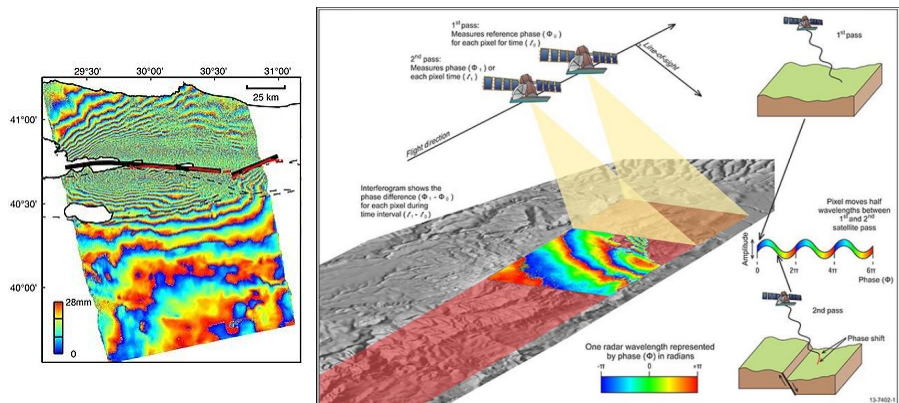 29°30' 30°00' 30°30' 31°00'
25 km
41°00'
40°30'
40°00'
28mm
0
1st pass:
Measures reference phase (Φ0)
for each pixel for time (t0)
2nd pass:
Measures phase (Φ1) or
each pixel time (t1)
Line-of-sight
Flight direction
Interferogram shows the
phase difference (Φ1 - Φ0)
for each pixel during
time interval (t1 - t0)
One radar wavelength represented
by phase (Φ) in radians
-π 0 +π
1st pass
Pixel moves half
wavelengths between
1st and 2nd
satellite pass
Amplitude
0 2π 4π 6π
Phase (Φ)
2nd pass
Phase shift
13-7402-1